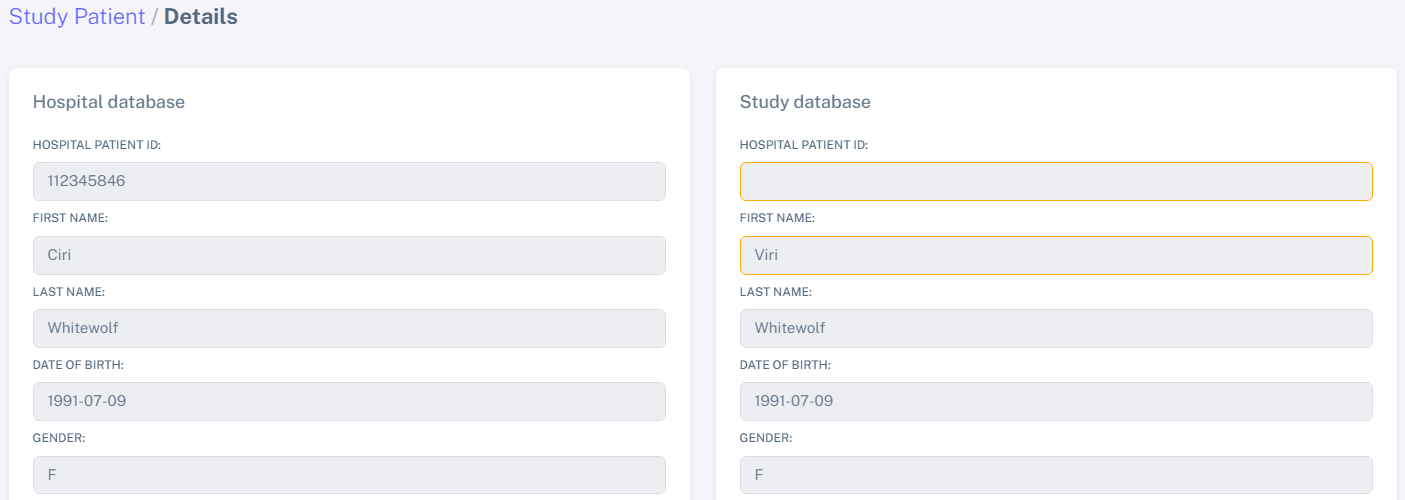 Study Patient / Details
Hospital database
HOSPITAL PATIENT ID:
112345846
FIRST NAME:
Ciri
LAST NAME:
Whitewolf
DATE OF BIRTH:
1991-07-09
GENDER:
F
Study database
HOSPITAL PATIENT ID:
FIRST NAME:
Viri
LAST NAME:
Whitewolf
DATE OF BIRTH:
1991-07-09
GENDER:
F